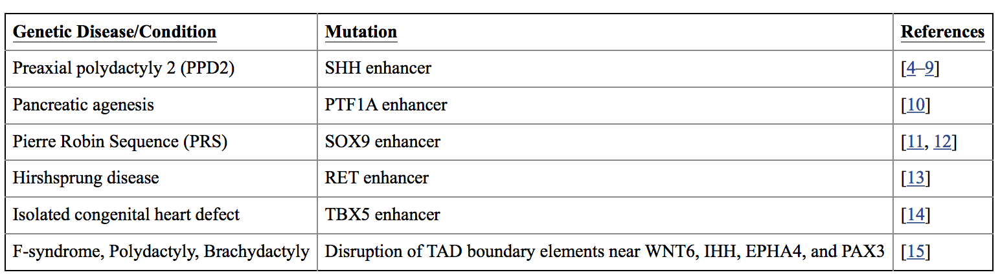 Genetic Disease/Condition Mutation References
Preaxial polydactyly 2 (PPD2) SHH enhancer [4–9]
Pancreatic agenesis PTF1A enhancer [10]
Pierre Robin Sequence (PRS) SOX9 enhancer [11, 12]
Hirshsprung disease RET enhancer [13]
Isolated congenital heart defect TBX5 enhancer [14]
F-syndrome, Polydactyly, Brachydactyly Disruption of TAD boundary elements near WNT6, IHH, EPHA4, and PAX3 [15]